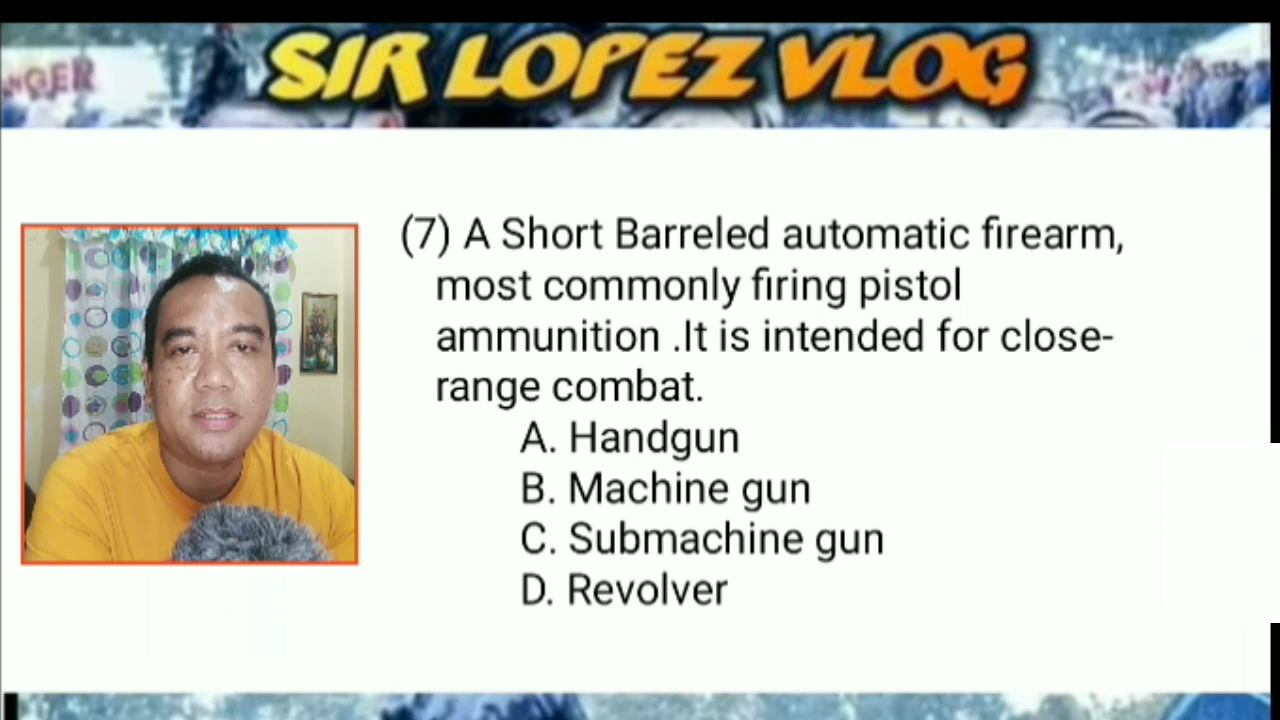 SIR LOPEZ VLOG
(7) A Short Barreled automatic firearm,
most commonly firing pistol
ammunition .It is intended for close-
range combat.
A. Handgun
B. Machine gun
C. Submachine gun
D. Revolver